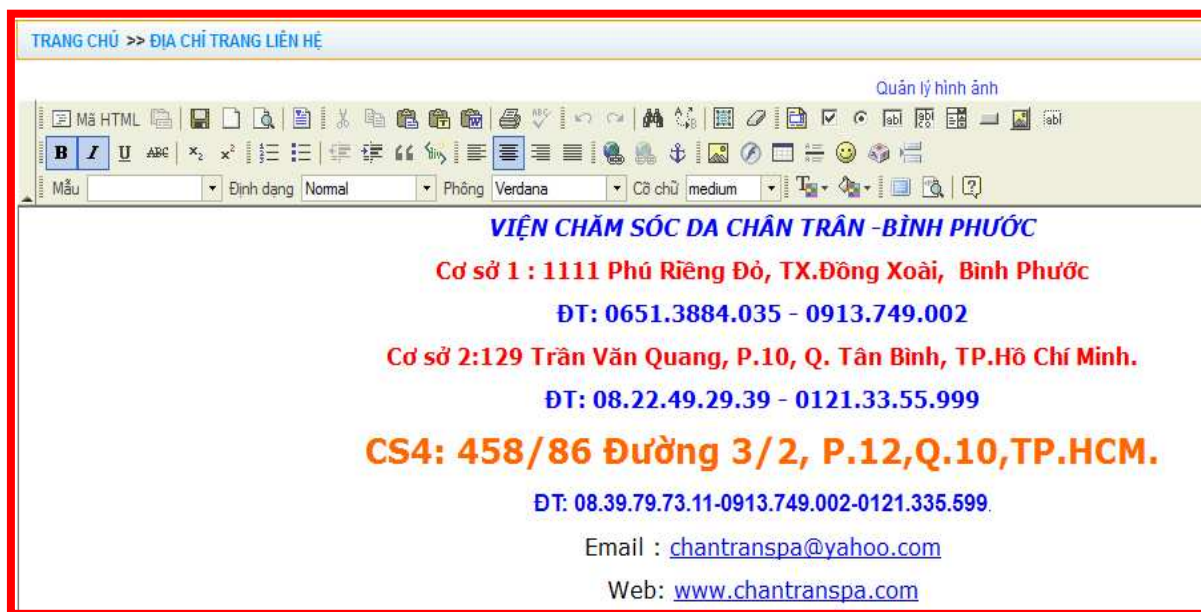 TRANG CHỦ >> ĐỊA CHỈ TRANG LIÊN HỆ
Quản lý hình ảnh
Mã HTML
Mẫu Định dạng Normal Phông Verdana Cỡ chữ medium
VIỆN CHĂM SÓC DA CHÂN TRÂN -BÌNH PHƯỚC
Cơ sở 1 : 1111 Phú Riềng Đỏ, TX.Đồng Xoài, Bình Phước
ĐT: 0651.3884.035 - 0913.749.002
Cơ sở 2:129 Trần Văn Quang, P.10, Q. Tân Bình, TP.Hồ Chí Minh.
ĐT: 08.22.49.29.39 - 0121.33.55.999
CS4: 458/86 Đường 3/2, P.12,Q.10,TP.HCM.
ĐT: 08.39.79.73.11-0913.749.002-0121.335.599.
Email : chantranspa@yahoo.com
Web: www.chantranspa.com